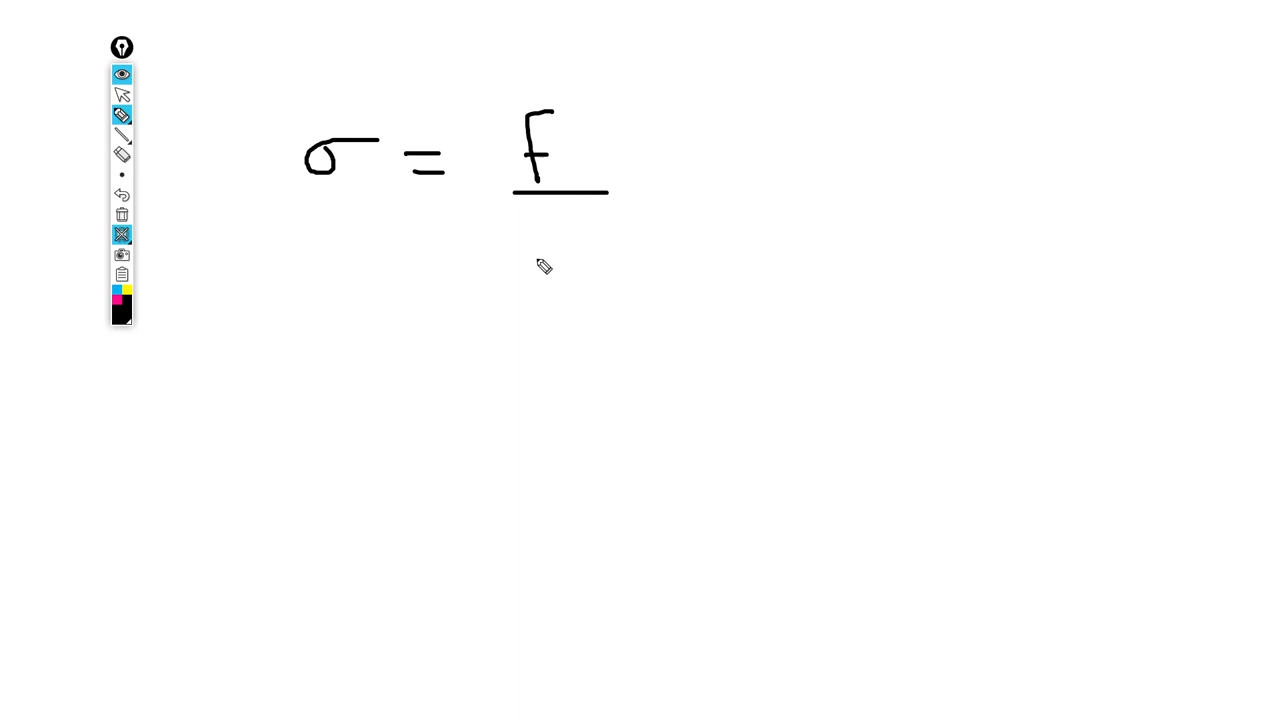 σ = F